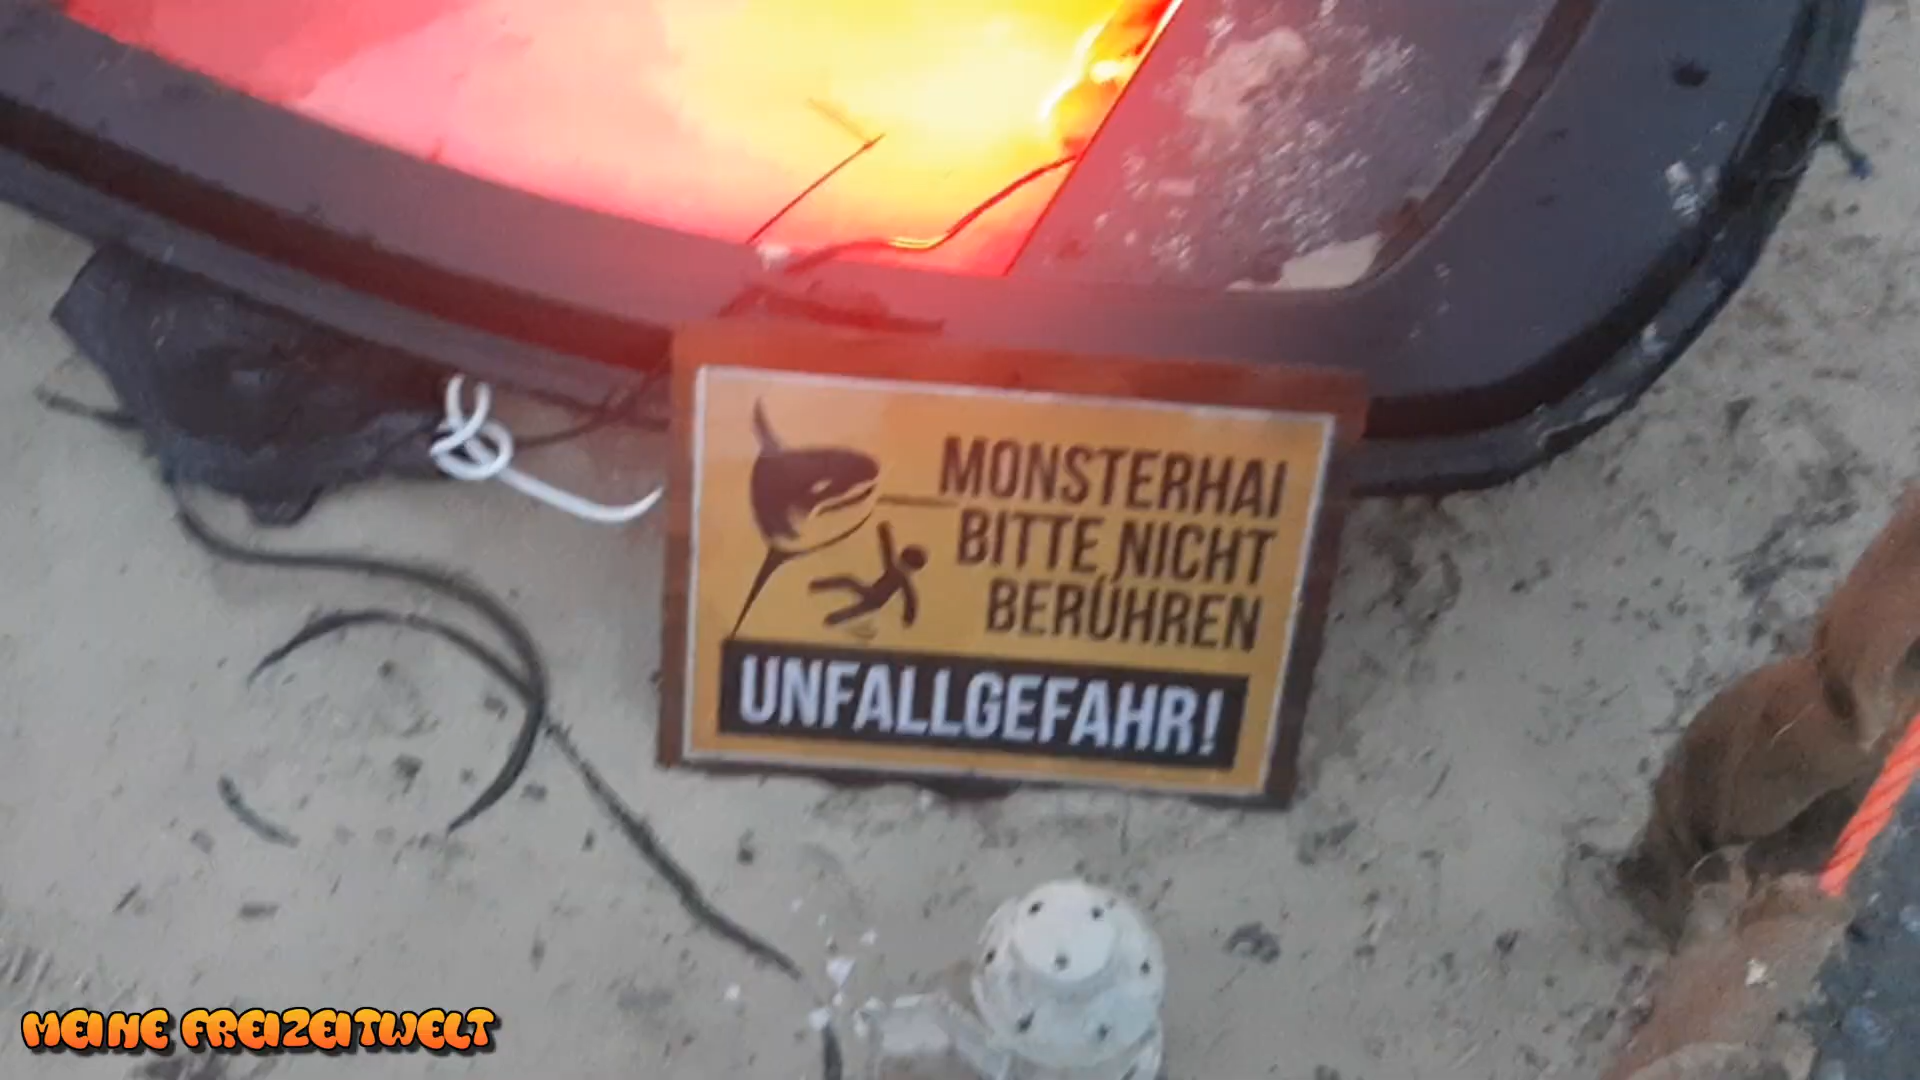 MONSTERHAI
BITTE NICHT
BERÜHREN
UNFALLGEFAHR!
MEINE FREIZEITWELT